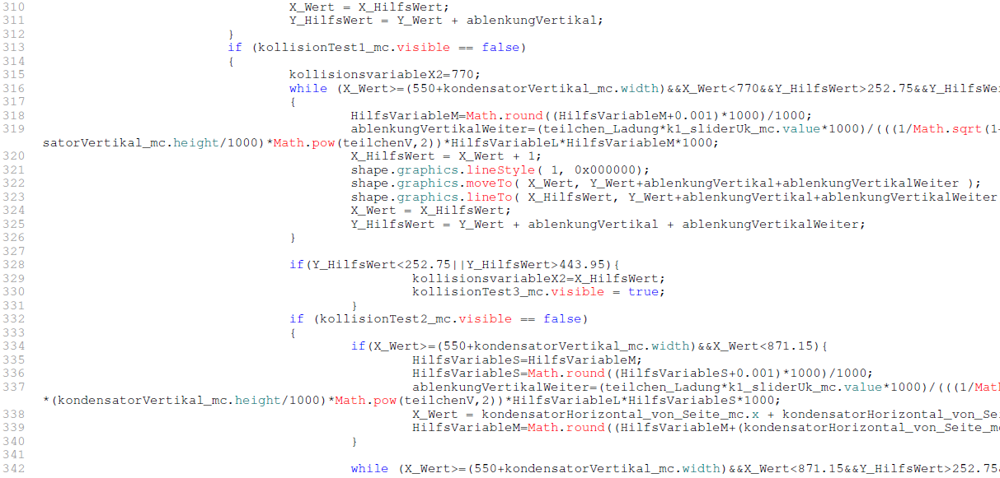 310 X_Wert = X_HilfsWert;
311 Y_HilfsWert = Y_Wert + ablenkungVertikal;
312 }
313 if (kollisionTest1_mc.visible == false)
314 {
315 kollisionsvariableX2=770;
316 while (X_Wert>=(550+kondensatorVertikal_mc.width)&&X_Wert<770&&Y_HilfsWert>252.75&&Y_HilfsWe
317 {
318 HilfsVariableM=Math.round((HilfsVariableM+0.001)*1000)/1000;
319 ablenkungVertikalWeiter=(teilchen_Ladung*k1_sliderUk_mc.value*1000)/(((1/Math.sqrt(1-
satorVertikal_mc.height/1000)*Math.pow(teilchenV,2))*HilfsVariableL*HilfsVariableM*1000;
320 X_HilfsWert = X_Wert + 1;
321 shape.graphics.lineStyle( 1, 0x000000);
322 shape.graphics.moveTo( X_Wert, Y_Wert+ablenkungVertikal+ablenkungVertikalWeiter );
323 shape.graphics.lineTo( X_HilfsWert, Y_Wert+ablenkungVertikal+ablenkungVertikalWeiter
324 X_Wert = X_HilfsWert;
325 Y_HilfsWert = Y_Wert + ablenkungVertikal + ablenkungVertikalWeiter;
326 }
327
328 if(Y_HilfsWert<252.75||Y_HilfsWert>443.95){
329 kollisionsvariableX2=X_HilfsWert;
330 kollisionTest3_mc.visible = true;
331 }
332 if (kollisionTest2_mc.visible == false)
333 {
334 if(X_Wert>=(550+kondensatorVertikal_mc.width)&&X_Wert<871.15){
335 HilfsVariableS=HilfsVariableM;
336 HilfsVariableS=Math.round((HilfsVariableS+0.001)*1000)/1000;
337 ablenkungVertikalWeiter=(teilchen_Ladung*k1_sliderUk_mc.value*1000)/(((1/Mat
*(kondensatorVertikal_mc.height/1000)*Math.pow(teilchenV,2))*HilfsVariableL*HilfsVariableS*1000;
338 X_Wert = kondensatorHorizontal_von_Seite_mc.x + kondensatorHorizontal_von_Se
339 HilfsVariableM=Math.round((HilfsVariableM+(kondensatorHorizontal_von_Seite_m
340 }
341
342 while (X_Wert>=(550+kondensatorVertikal_mc.width)&&X_Wert<871.15&&Y_HilfsWert>252.75&